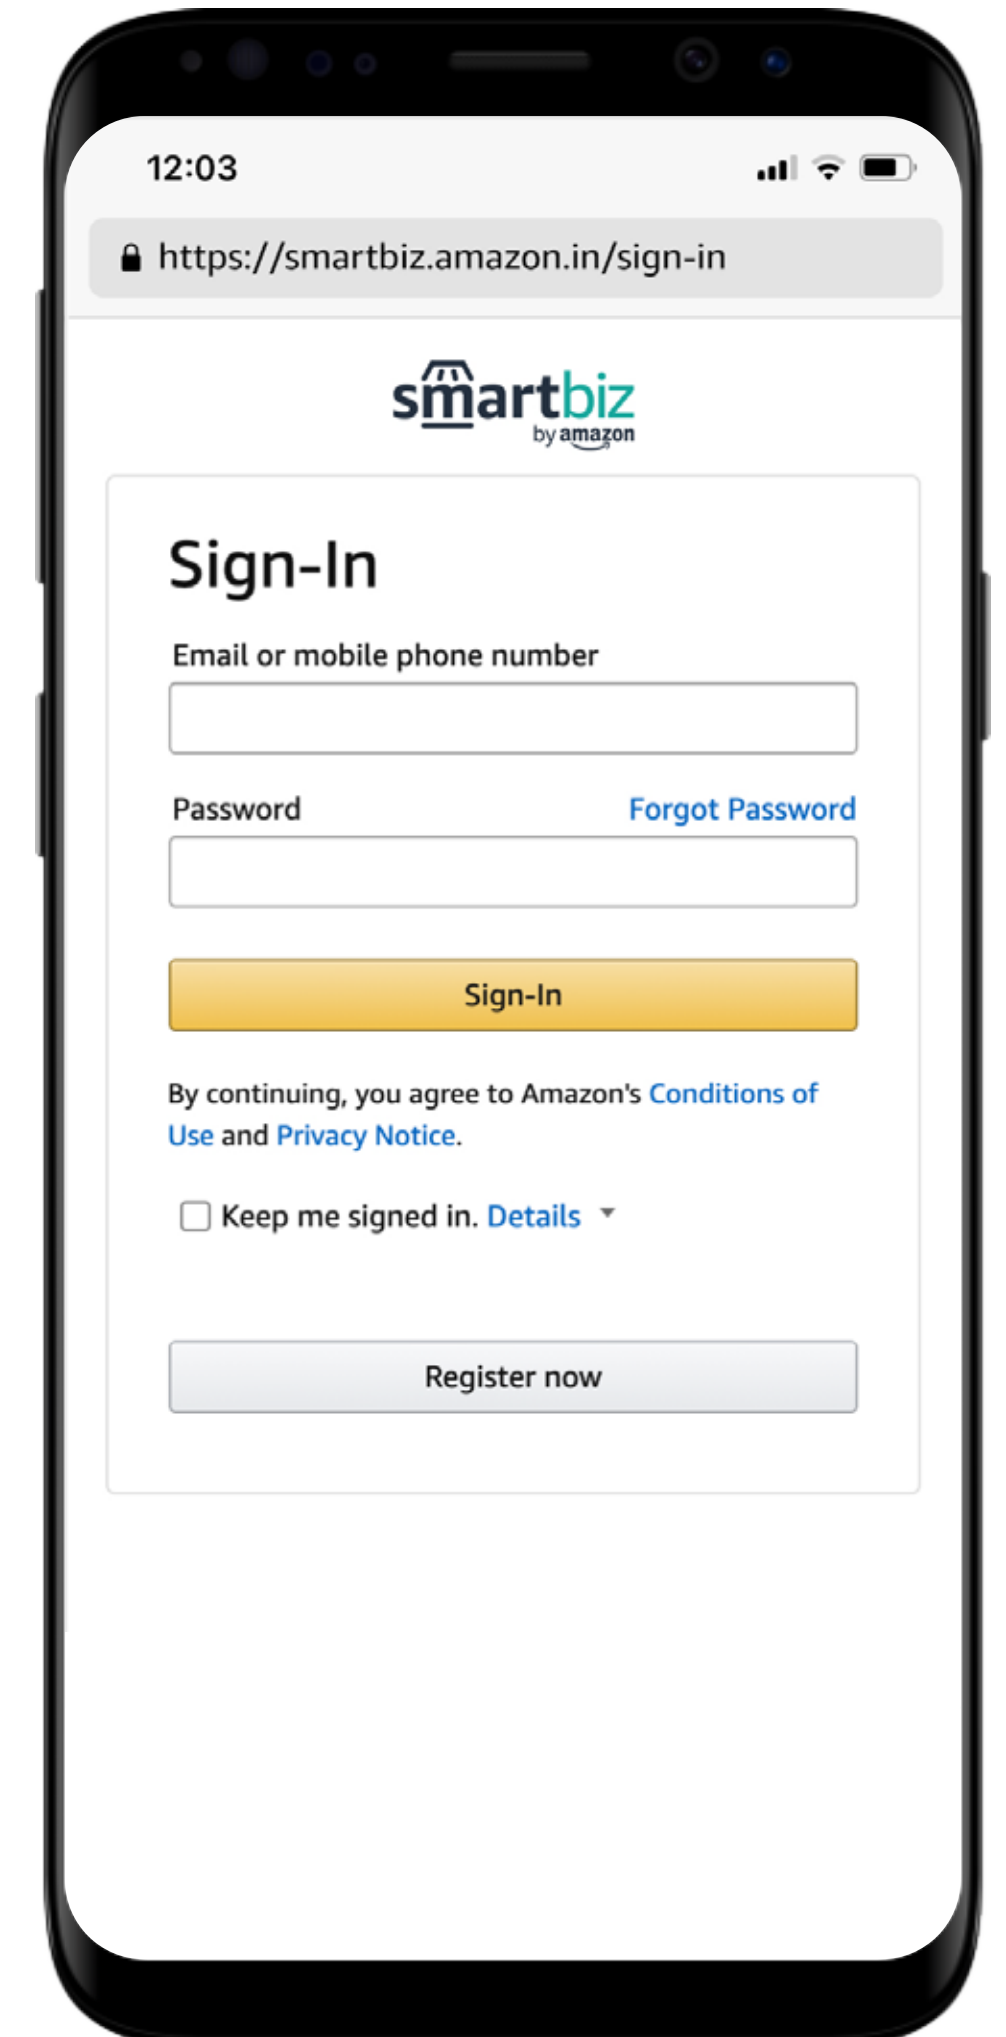 12:03
https://smartbiz.amazon.in/sign-in
smartbiz
by amazon
Sign-In
Email or mobile phone number
Password Forgot Password
Sign-In
By continuing, you agree to Amazon's Conditions of
Use and Privacy Notice.
Keep me signed in. Details
Register now